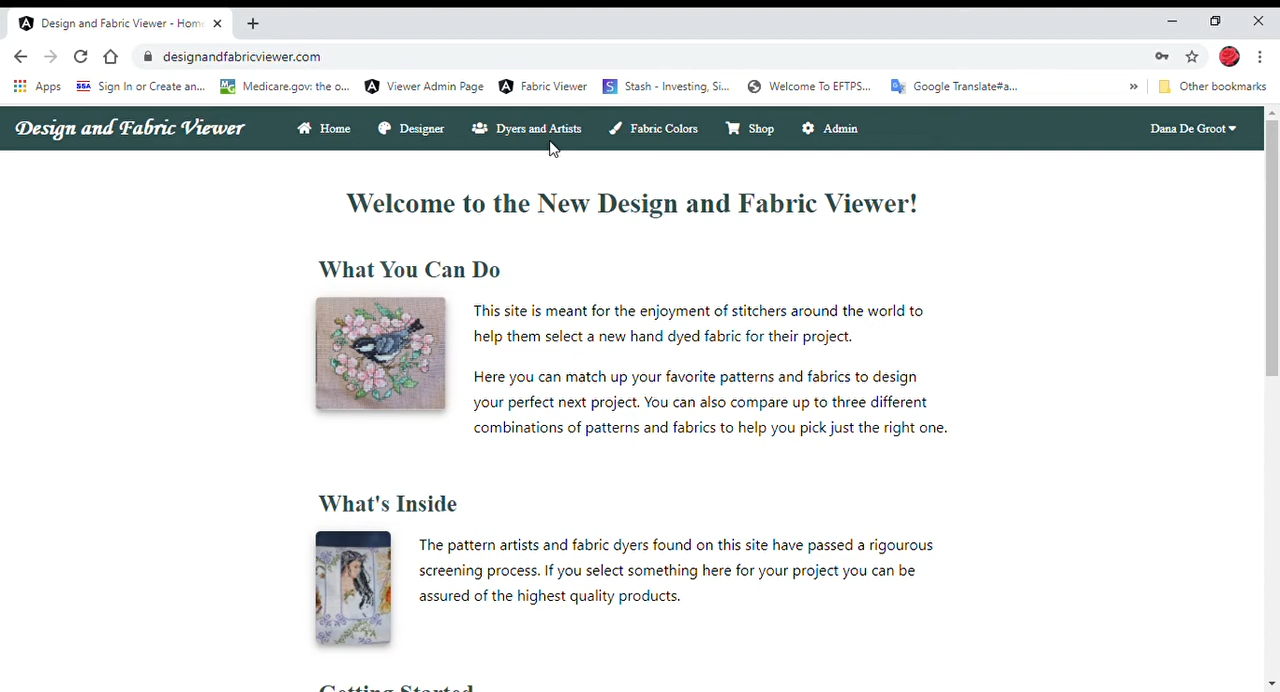 Design and Fabric Viewer - Hom
designandfabricviewer.com
Apps SSA Sign In or Create an... Medicare.gov: the o... Viewer Admin Page Fabric Viewer S Stash - Investing, Si... Welcome To EFTPS... Google Translate#a... » Other bookmarks
Design and Fabric Viewer Home Designer Dyers and Artists Fabric Colors Shop Admin Dana De Groot
Welcome to the New Design and Fabric Viewer!
What You Can Do
This site is meant for the enjoyment of stitchers around the world to
help them select a new hand dyed fabric for their project.
Here you can match up your favorite patterns and fabrics to design
your perfect next project. You can also compare up to three different
combinations of patterns and fabrics to help you pick just the right one.
What's Inside
The pattern artists and fabric dyers found on this site have passed a rigourous
screening process. If you select something here for your project you can be
assured of the highest quality products.
Getting Started